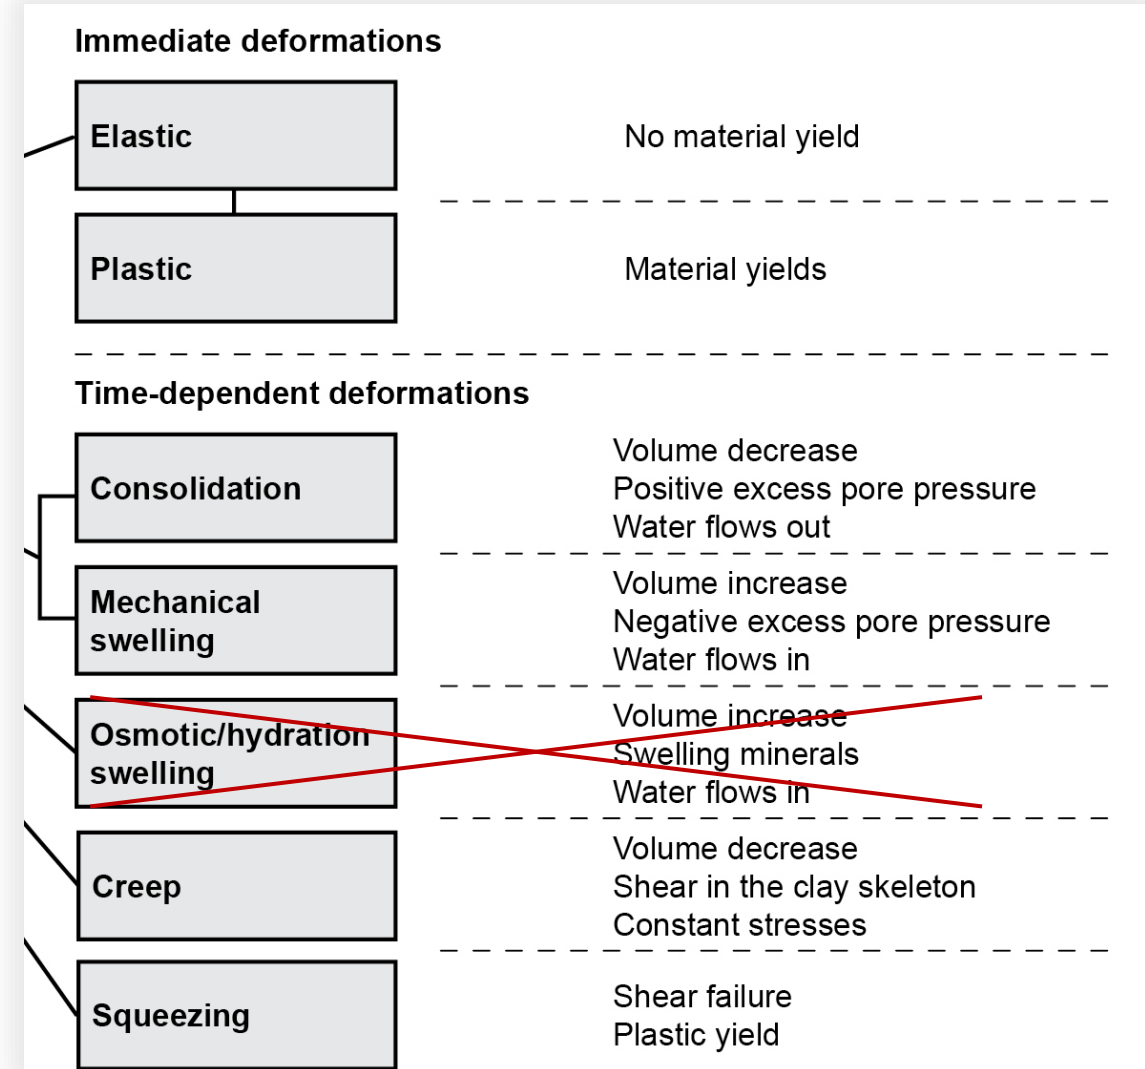 Immediate deformations
Elastic
No material yield
Plastic
Material yields
Time-dependent deformations
Consolidation
Volume decrease
Positive excess pore pressure
Water flows out
Mechanical
swelling
Volume increase
Negative excess pore pressure
Water flows in
Osmotic/hydration
swelling
Volume increase
Swelling minerals
Water flows in
Creep
Volume decrease
Shear in the clay skeleton
Constant stresses
Squeezing
Shear failure
Plastic yield